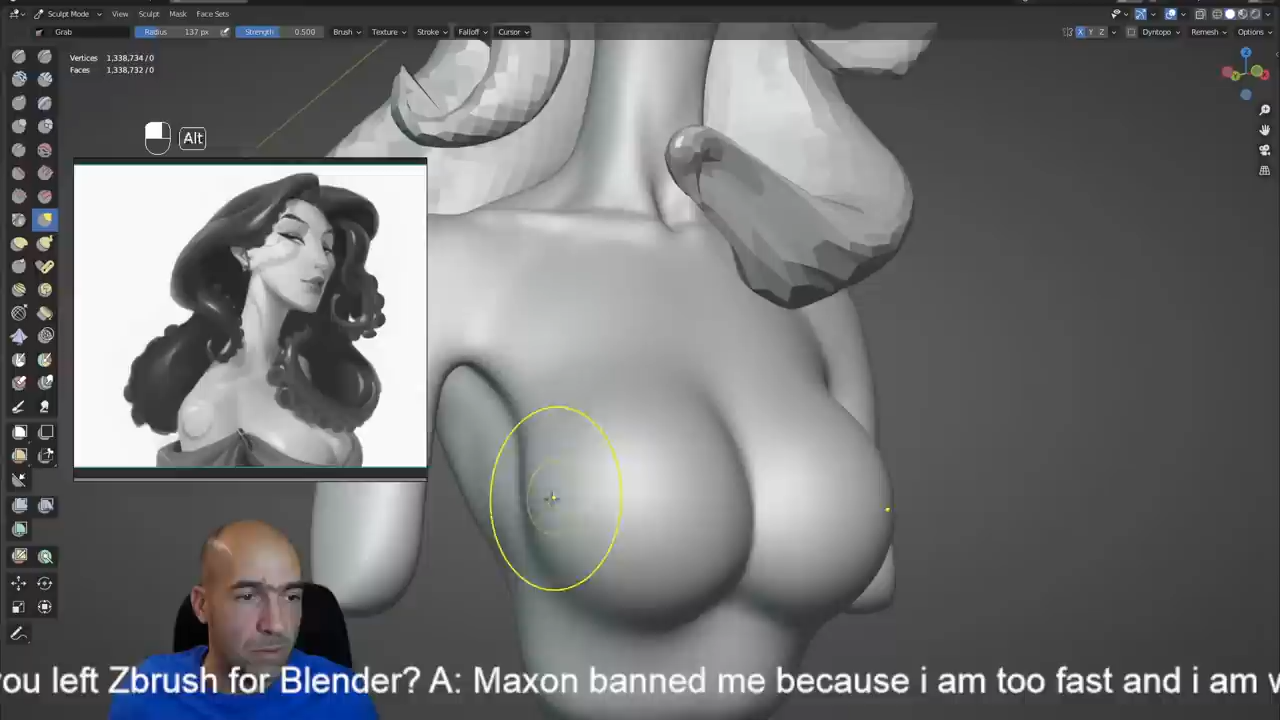 Sculpt Mode View Sculpt Mask Face Sets
Grab Radius 137 px Strength 0.500 Brush Texture Stroke Falloff Cursor X Y Z Dyntopo Remesh Options
Vertices 1,338,734/0
Faces 1,338,732/0
Z
Alt
you left Zbrush for Blender? A: Maxon banned me because i am too fast and i am